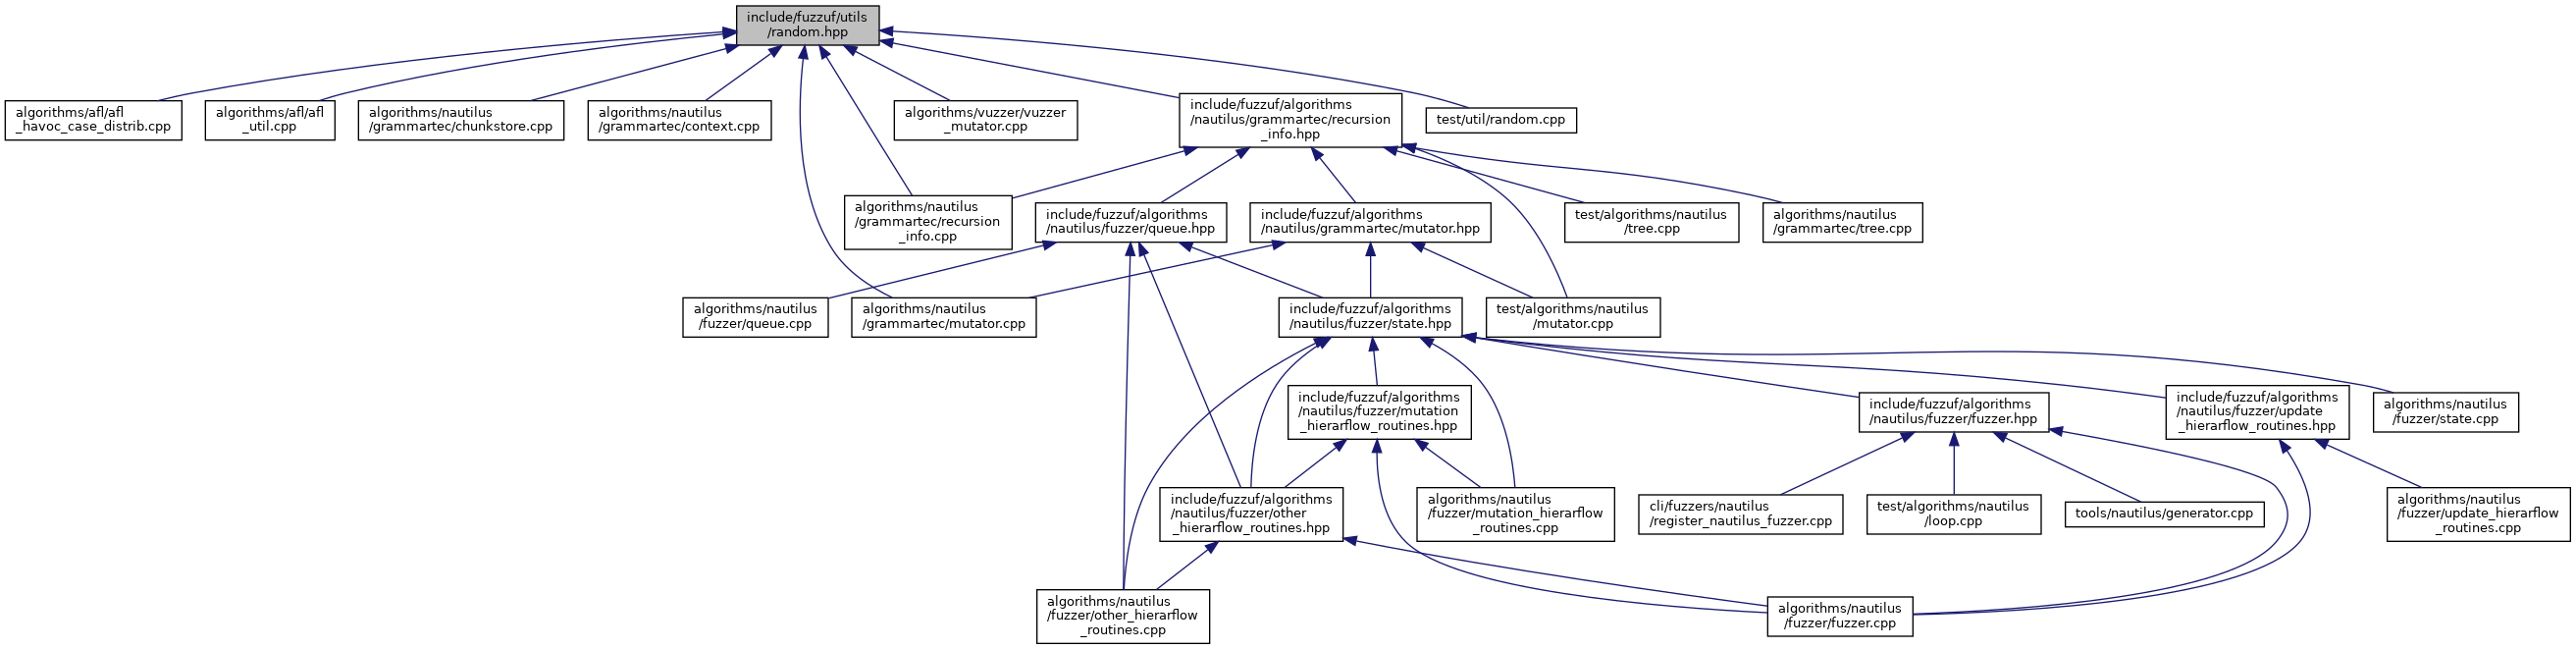 include/fuzzuf/utils
/random.hpp
algorithms/afl/afl
_havoc_case_distrib.cpp
algorithms/afl/afl
_util.cpp
algorithms/nautilus
/grammartec/chunkstore.cpp
algorithms/nautilus
/grammartec/context.cpp
algorithms/vuzzer/vuzzer
_mutator.cpp
include/fuzzuf/algorithms
/nautilus/grammartec/recursion
_info.hpp
test/util/random.cpp
algorithms/nautilus
/grammartec/recursion
_info.cpp
include/fuzzuf/algorithms
/nautilus/fuzzer/queue.hpp
include/fuzzuf/algorithms
/nautilus/grammartec/mutator.hpp
test/algorithms/nautilus
/tree.cpp
algorithms/nautilus
/grammartec/tree.cpp
algorithms/nautilus
/fuzzer/queue.cpp
algorithms/nautilus
/grammartec/mutator.cpp
include/fuzzuf/algorithms
/nautilus/fuzzer/state.hpp
test/algorithms/nautilus
/mutator.cpp
include/fuzzuf/algorithms
/nautilus/fuzzer/mutation
_hierarflow_routines.hpp
include/fuzzuf/algorithms
/nautilus/fuzzer/fuzzer.hpp
include/fuzzuf/algorithms
/nautilus/fuzzer/update
_hierarflow_routines.hpp
algorithms/nautilus
/fuzzer/state.cpp
include/fuzzuf/algorithms
/nautilus/fuzzer/other
_hierarflow_routines.hpp
algorithms/nautilus
/fuzzer/mutation_hierarflow
_routines.cpp
cli/fuzzers/nautilus
/register_nautilus_fuzzer.cpp
test/algorithms/nautilus
/loop.cpp
tools/nautilus/generator.cpp
algorithms/nautilus
/fuzzer/update_hierarflow
_routines.cpp
algorithms/nautilus
/fuzzer/other_hierarflow
_routines.cpp
algorithms/nautilus
/fuzzer/fuzzer.cpp